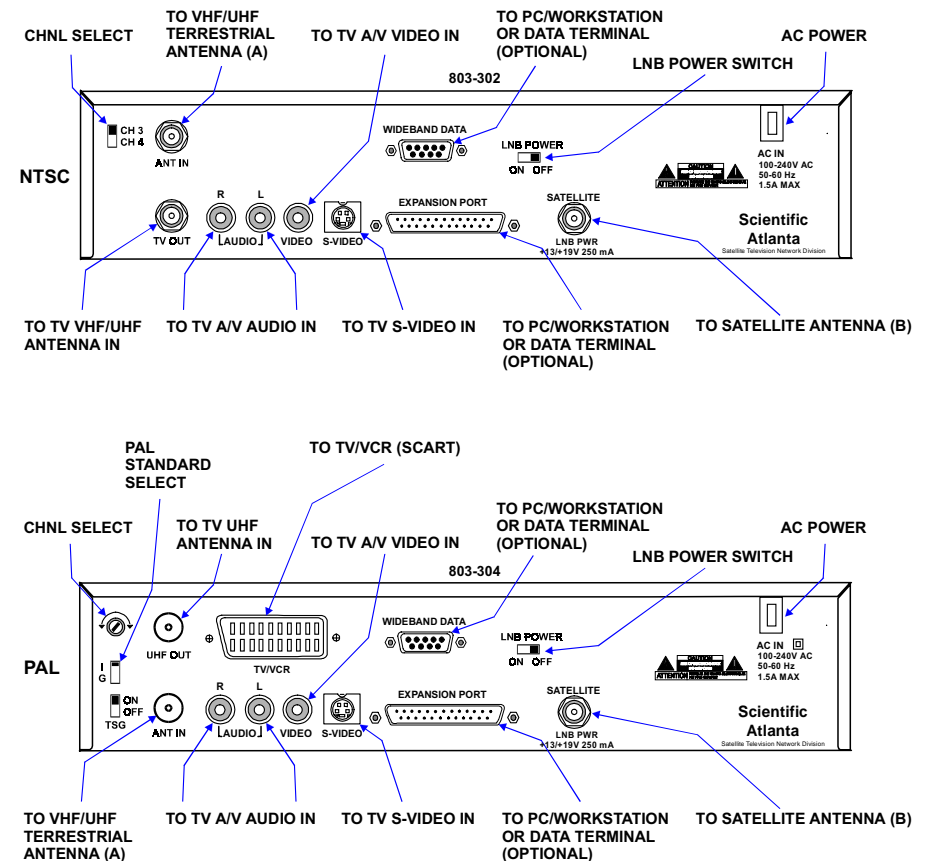 TO VHF/UHF
TERRESTRIAL
ANTENNA (A)
CHNL SELECT
TO TV A/V VIDEO IN
TO PC/WORKSTATION
OR DATA TERMINAL
(OPTIONAL)
AC POWER
LNB POWER SWITCH
803-302
NTSC
CH 3
CH 4
ANT IN
WIDEBAND DATA
LNB POWER
ON OFF
CAUTION
ATTENTION
AC IN
100-240V AC
50-60 Hz
1.5A MAX
R L
TV OUT
AUDIO
VIDEO
S-VIDEO
EXPANSION PORT
SATELLITE
LNB PWR
+13/+19V 250 mA
Scientific
Atlanta
Satellite Television Network Division
TO TV VHF/UHF
ANTENNA IN
TO TV A/V AUDIO IN
TO TV S-VIDEO IN
TO PC/WORKSTATION
OR DATA TERMINAL
(OPTIONAL)
TO SATELLITE ANTENNA (B)
PAL
STANDARD
SELECT
TO TV/VCR (SCART)
CHNL SELECT
TO TV UHF
ANTENNA IN
TO TV A/V VIDEO IN
TO PC/WORKSTATION
OR DATA TERMINAL
(OPTIONAL)
AC POWER
LNB POWER SWITCH
803-304
PAL
UHF OUT
I
G
TV/VCR
WIDEBAND DATA
LNB POWER
ON OFF
CAUTION
ATTENTION
AC IN
100-240V AC
50-60 Hz
1.5A MAX
ON
OFF
TSG
ANT IN
R L
AUDIO
VIDEO
S-VIDEO
EXPANSION PORT
SATELLITE
LNB PWR
+13/+19V 250 mA
Scientific
Atlanta
Satellite Television Network Division
TO VHF/UHF
TERRESTRIAL
ANTENNA (A)
TO TV A/V AUDIO IN
TO TV S-VIDEO IN
TO PC/WORKSTATION
OR DATA TERMINAL
(OPTIONAL)
TO SATELLITE ANTENNA (B)